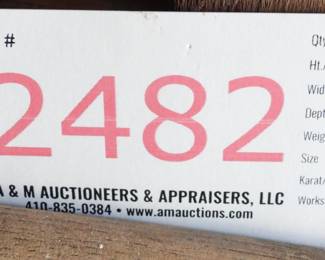 #
2482
A & M AUCTIONEERS & APPRAISERS, LLC
410-835-0384 • www.amauctions.com
Qty
Ht.
Wid
Dept
Weig
Size
Karat/
Works